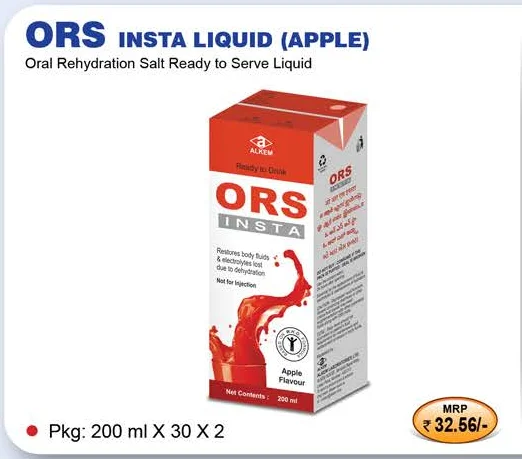 ORS INSTA LIQUID (APPLE)
Oral Rehydration Salt Ready to Serve Liquid
ALKEM
Ready to Drink
ORS
INSTA
Restores body fluids
& electrolytes lost
due to dehydration
Not for Injection
Apple
Flavour
Net Contents : 200 ml
ORS
Pkg: 200 ml X 30 X 2
MRP
₹ 32.56/-